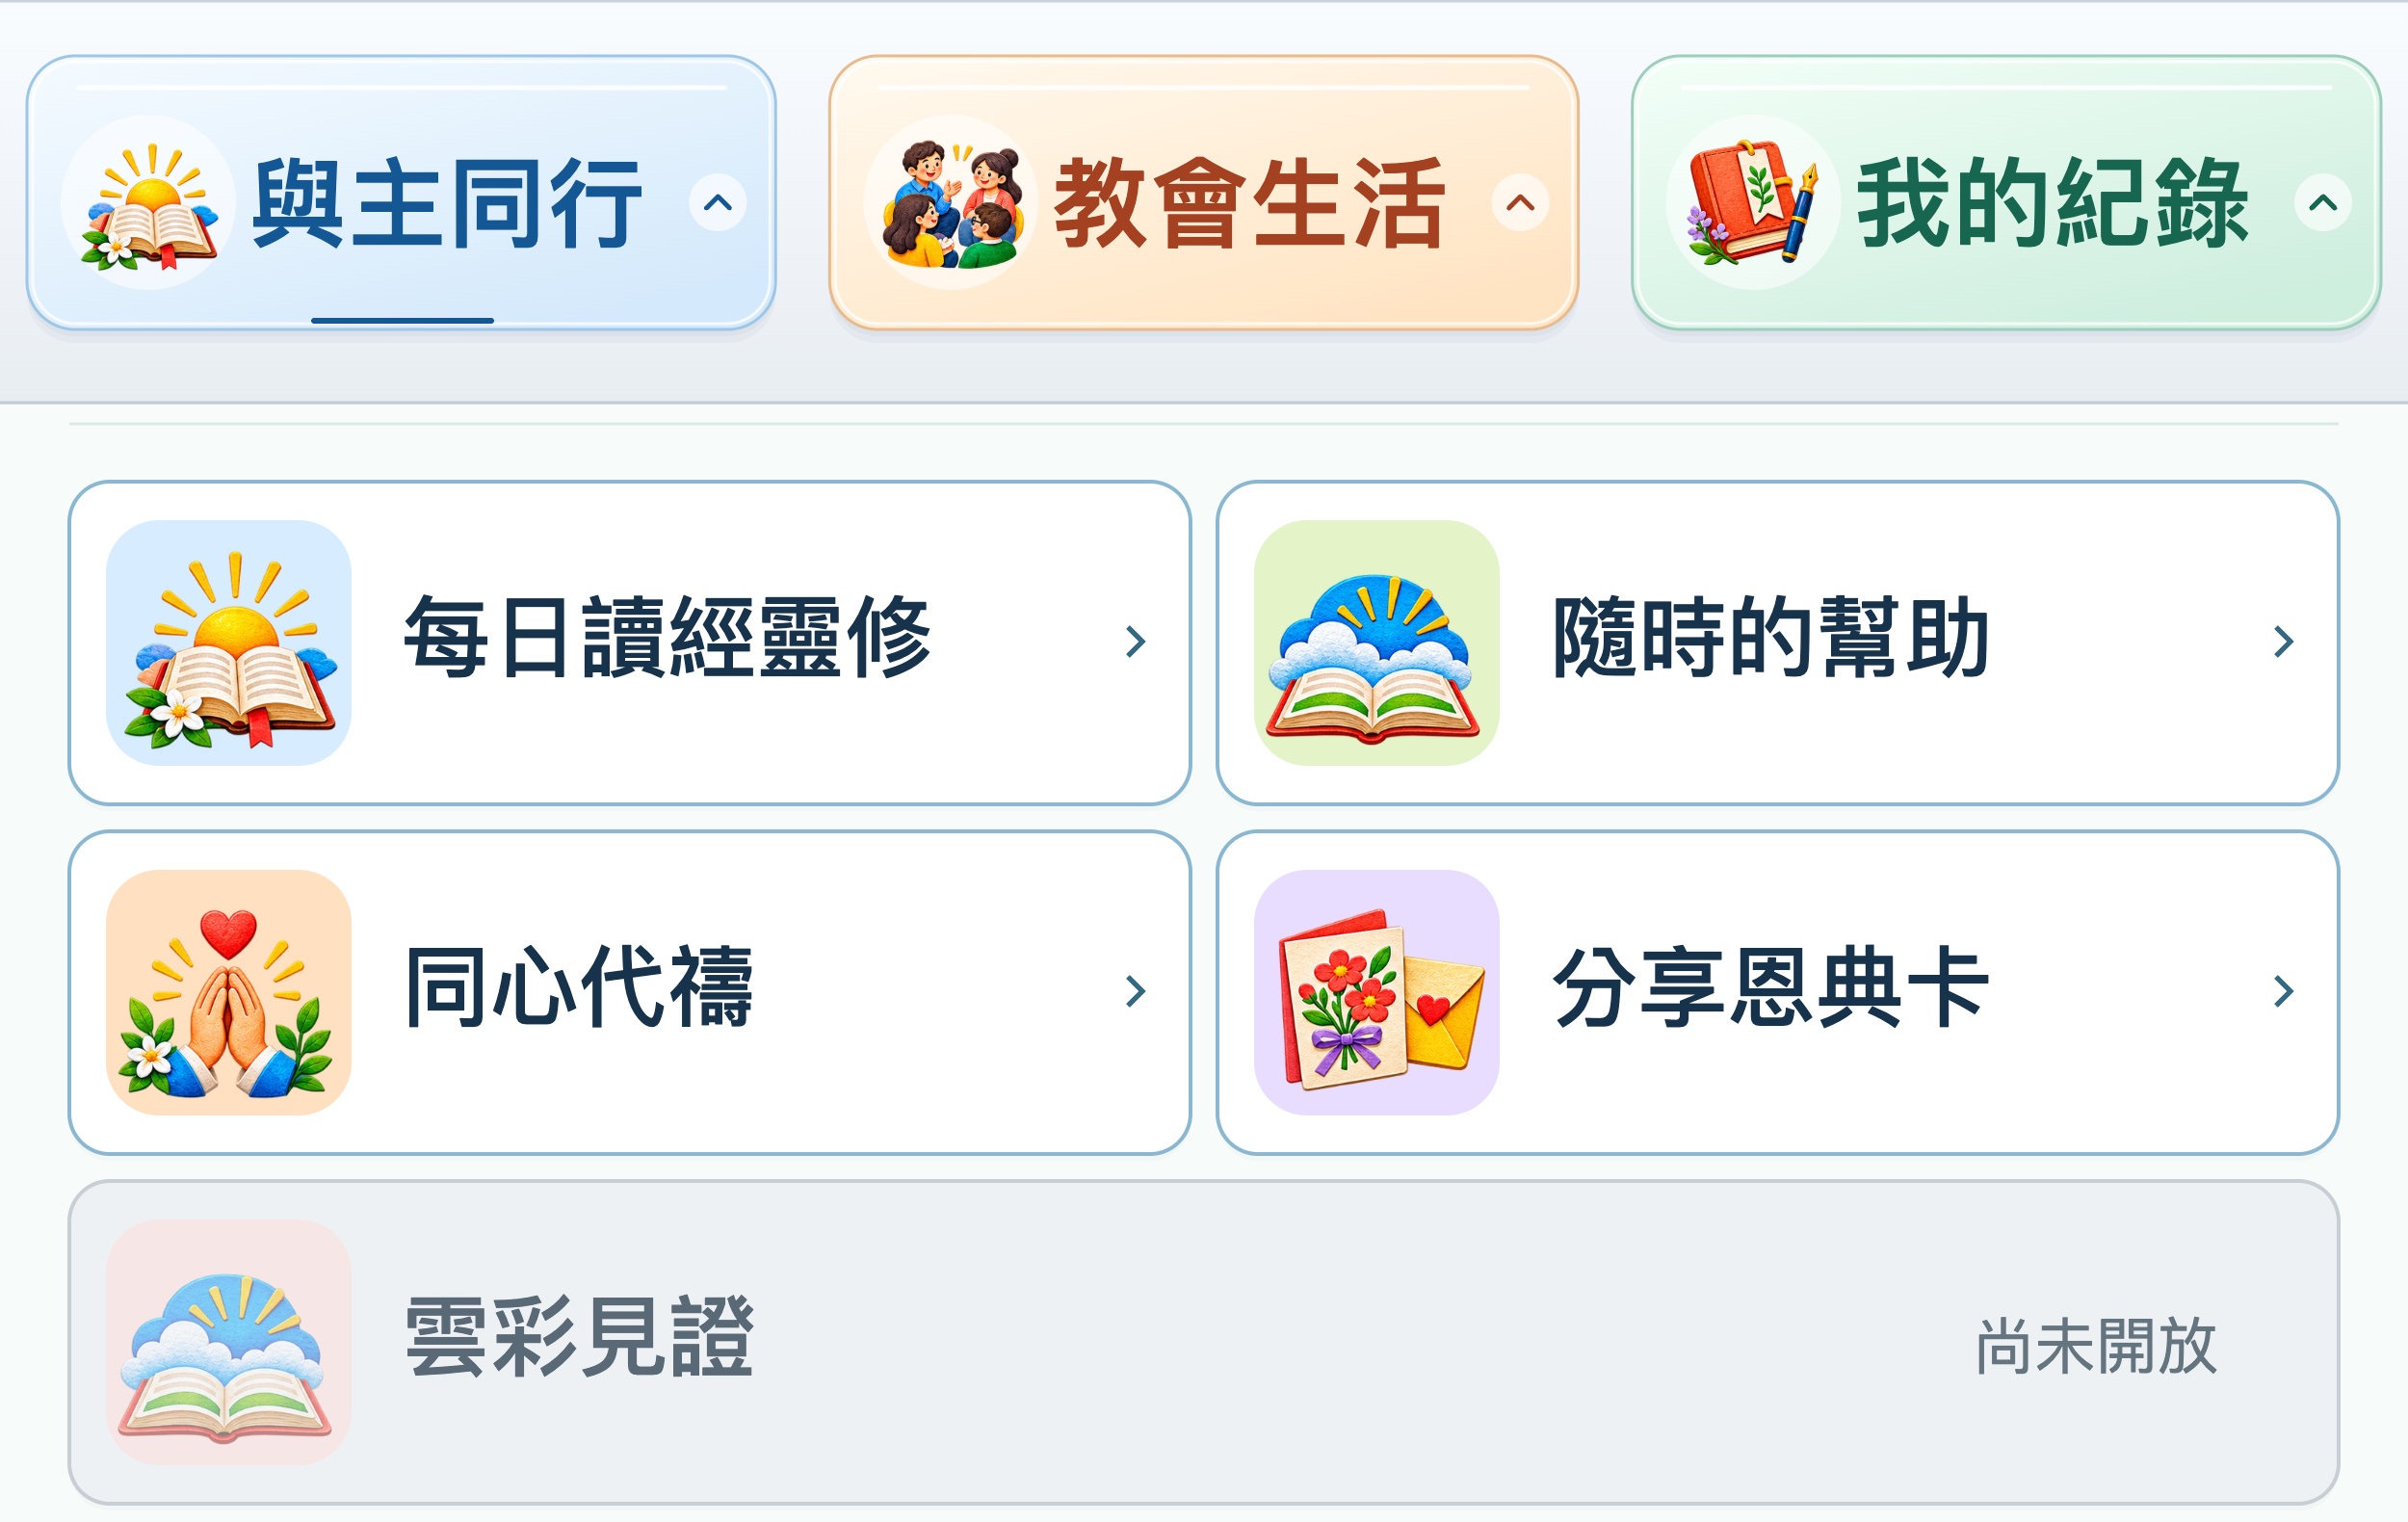 與主同行
教會生活
我的紀錄
每日讀經靈修
隨時的幫助
同心代禱
分享恩典卡
雲彩見證
尚未開放